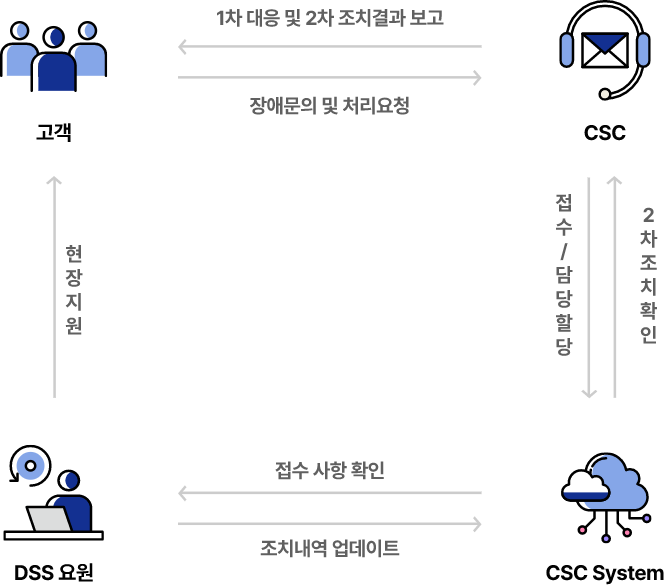 1차 대응 및 2차 조치결과 보고
장애문의 및 처리요청
고객
CSC
현장지원
접수/담당할당
2차조치확인
접수 사항 확인
조치내역 업데이트
DSS 요원
CSC System